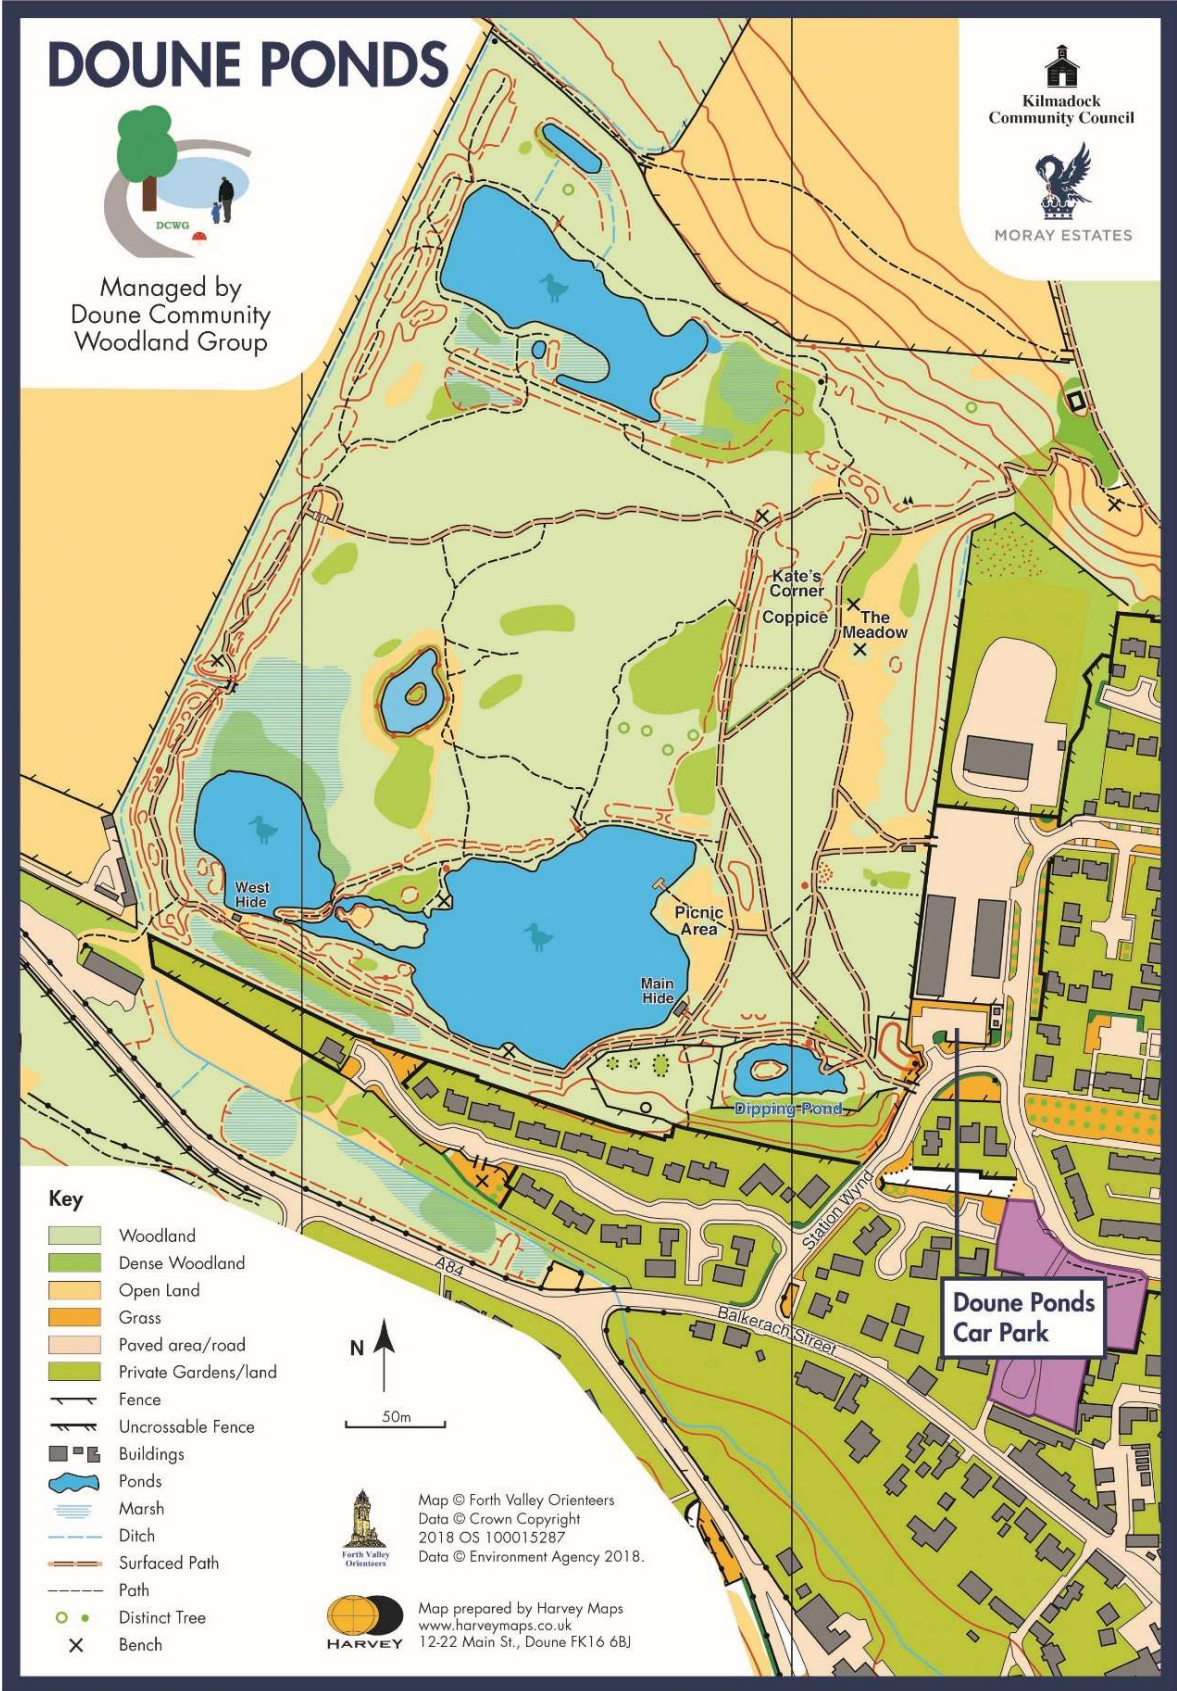 DOUNE PONDS
DCWG
Managed by
Doune Community
Woodland Group
Kilmadock
Community Council
MORAY ESTATES
Kate's
Corner
Coppice
The
Meadow
West
Hide
Picnic
Area
Main
Hide
Dipping Pond
Station Wynd
A84
Balkerach Street
Doune Ponds
Car Park
Key
Woodland
Dense Woodland
Open Land
Grass
Paved area/road
Private Gardens/land
Fence
Uncrossable Fence
Buildings
Ponds
Marsh
Ditch
Surfaced Path
Path
Distinct Tree
Bench
N
50m
Forth Valley
Orienteers
Map © Forth Valley Orienteers
Data © Crown Copyright
2018 OS 100015287
Data © Environment Agency 2018.
HARVEY
Map prepared by Harvey Maps
www.harveymaps.co.uk
12-22 Main St., Doune FK16 6BJ